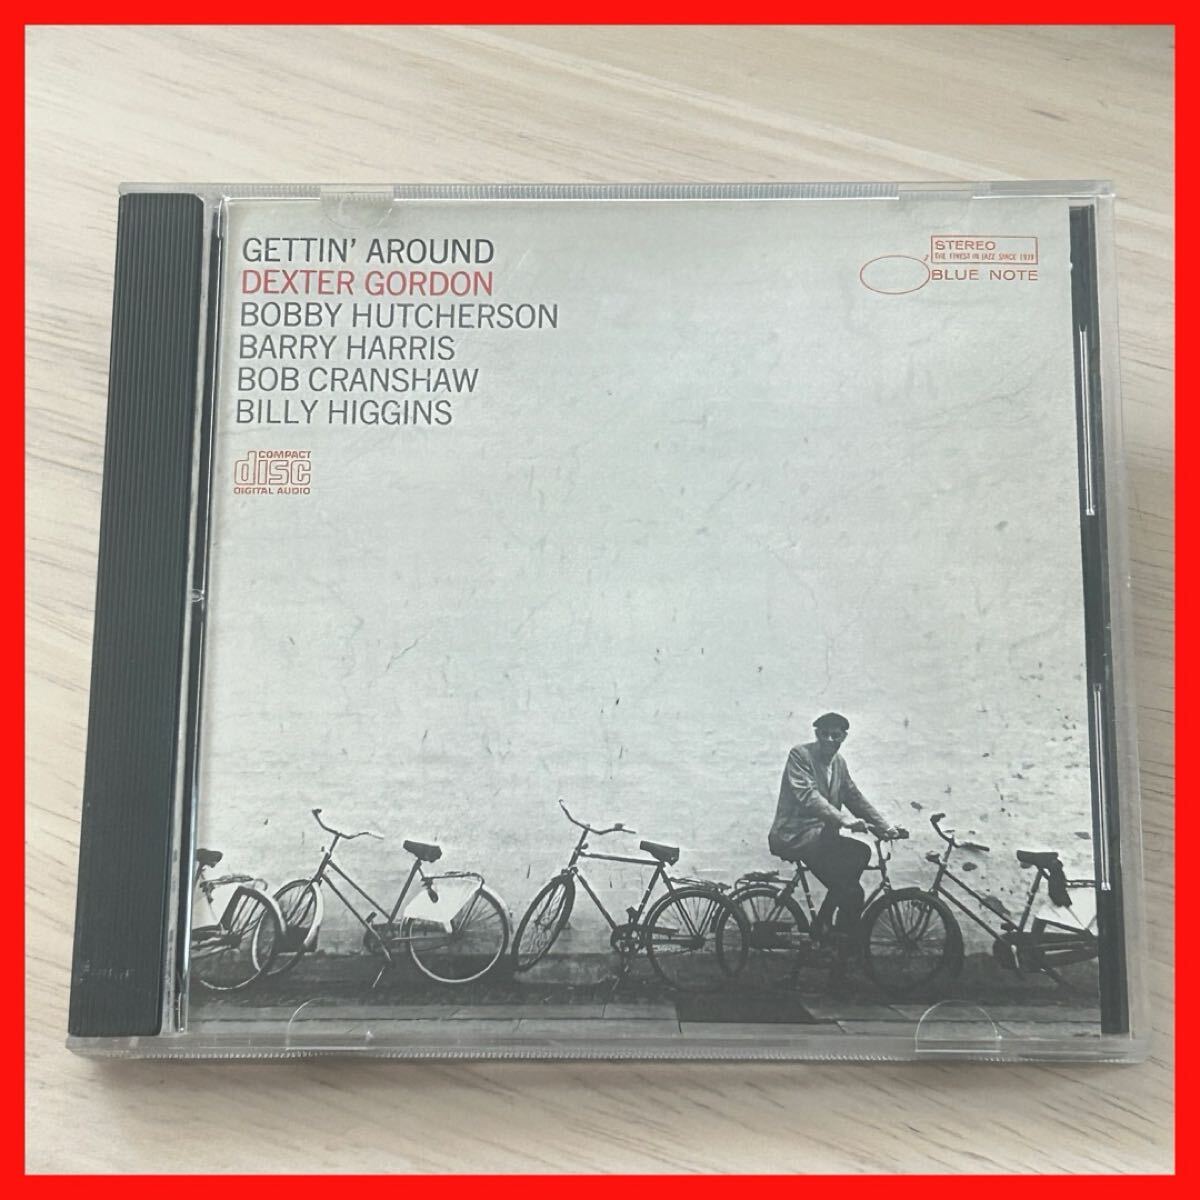 GETTIN' AROUND
DEXTER GORDON
BOBBY HUTCHERSON
BARRY HARRIS
BOB CRANSHAW
BILLY HIGGINS
COMPACT
disc
DIGITAL AUDIO
STEREO
THE FINEST IN JAZZ SINCE 1939
BLUE NOTE